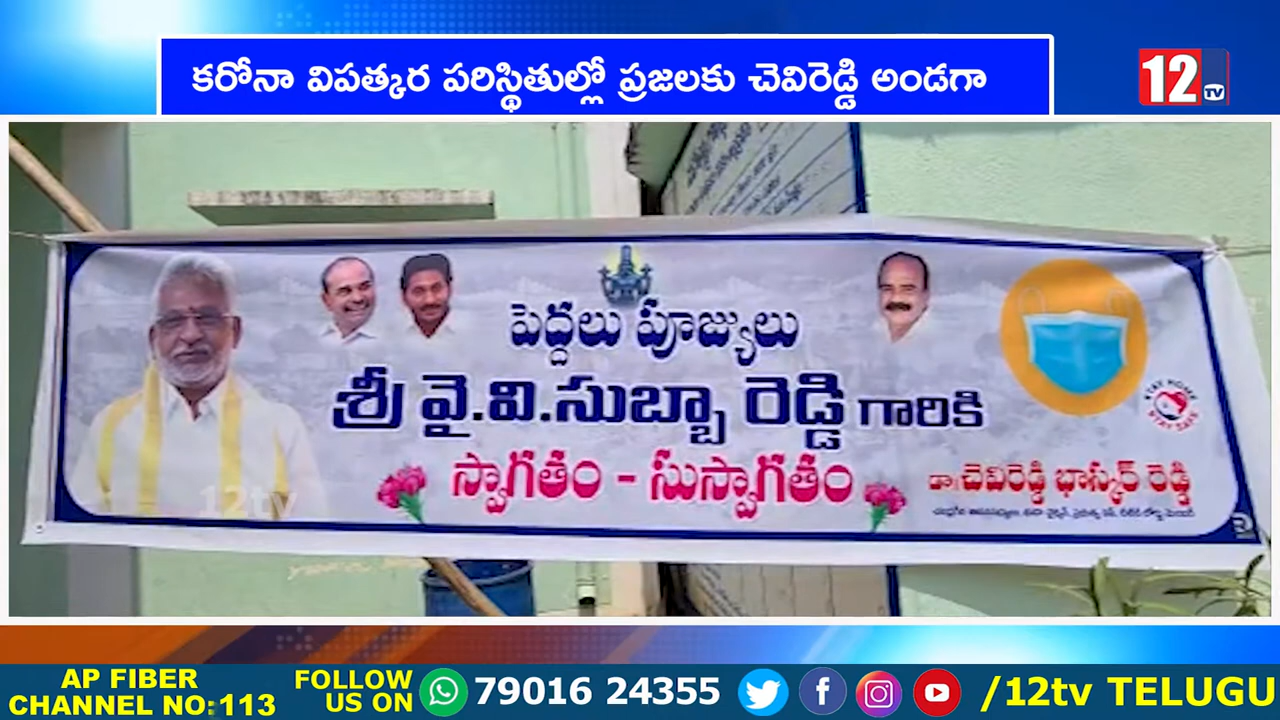 కరోనా విపత్కర పరిస్థితుల్లో ప్రజలకు చెవిరెడ్డి అండగా
12
TV
పెద్దలు పూజ్యులు
శ్రీ వై.వి.సుబ్బా రెడ్డి గారికి
స్వాగతం - సుస్వాగతం
STAY HOME
STAY SAFE
డా॥చెవిరెడ్డి భాస్కర్ రెడ్డి
12tv
AP FIBER
CHANNEL NO:113
FOLLOW
US ON
79016 24355
/12tv TELUGU